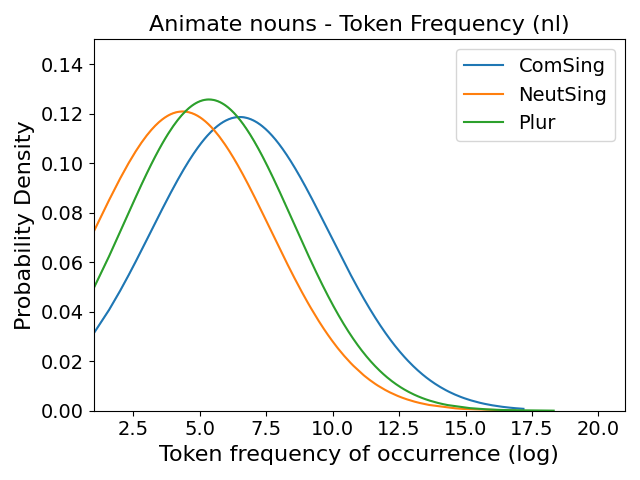 Animate nouns - Token Frequency (nl)
ComSing
NeutSing
Plur
Probability Density
0.14
0.12
0.10
0.08
0.06
0.04
0.02
0.00
2.5 5.0 7.5 10.0 12.5 15.0 17.5 20.0
Token frequency of occurrence (log)